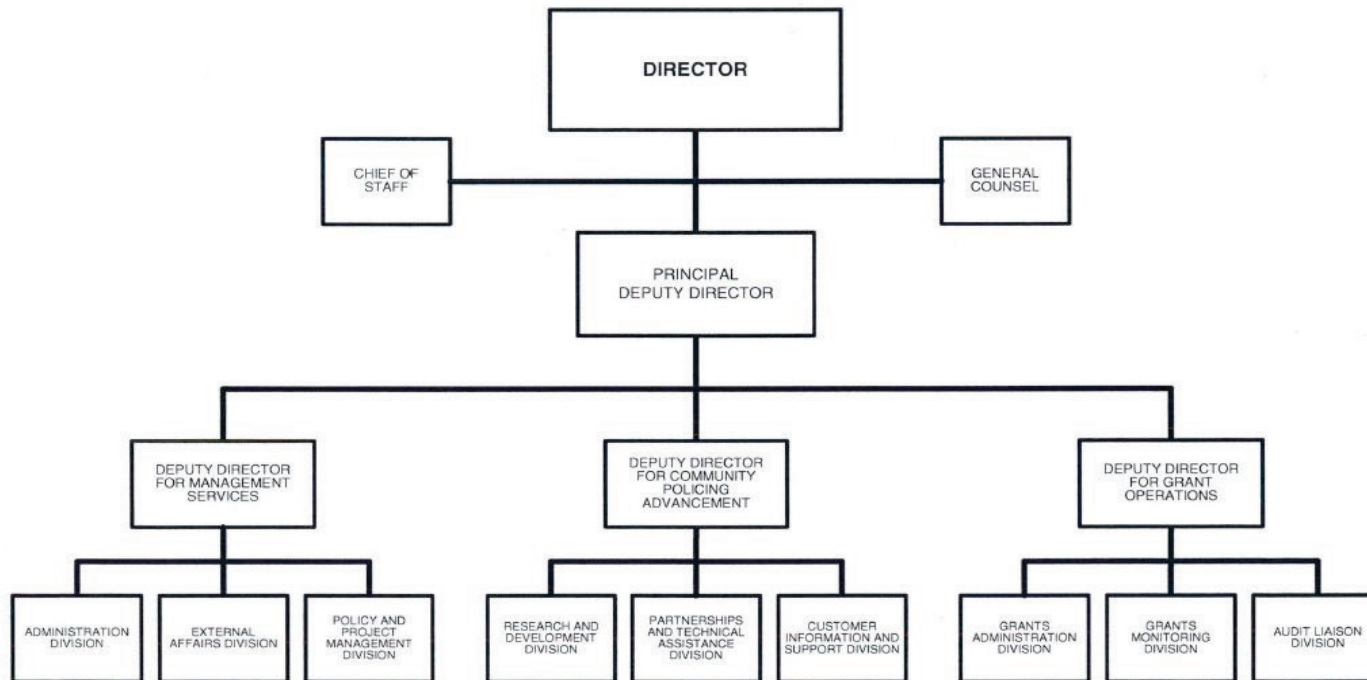 DIRECTOR
CHIEF OF
STAFF
GENERAL
COUNSEL
PRINCIPAL
DEPUTY DIRECTOR
DEPUTY DIRECTOR
FOR MANAGEMENT
SERVICES
DEPUTY DIRECTOR
FOR COMMUNITY
POLICING
ADVANCEMENT
DEPUTY DIRECTOR
FOR GRANT
OPERATIONS
ADMINISTRATION
DIVISION
EXTERNAL
AFFAIRS DIVISION
POLICY AND
PROJECT
MANAGEMENT
DIVISION
RESEARCH AND
DEVELOPMENT
DIVISION
PARTNERSHIPS
AND TECHNICAL
ASSISTANCE
DIVISION
CUSTOMER
INFORMATION AND
SUPPORT DIVISION
GRANTS
ADMINISTRATION
DIVISION
GRANTS
MONITORING
DIVISION
AUDIT LIAISON
DIVISION